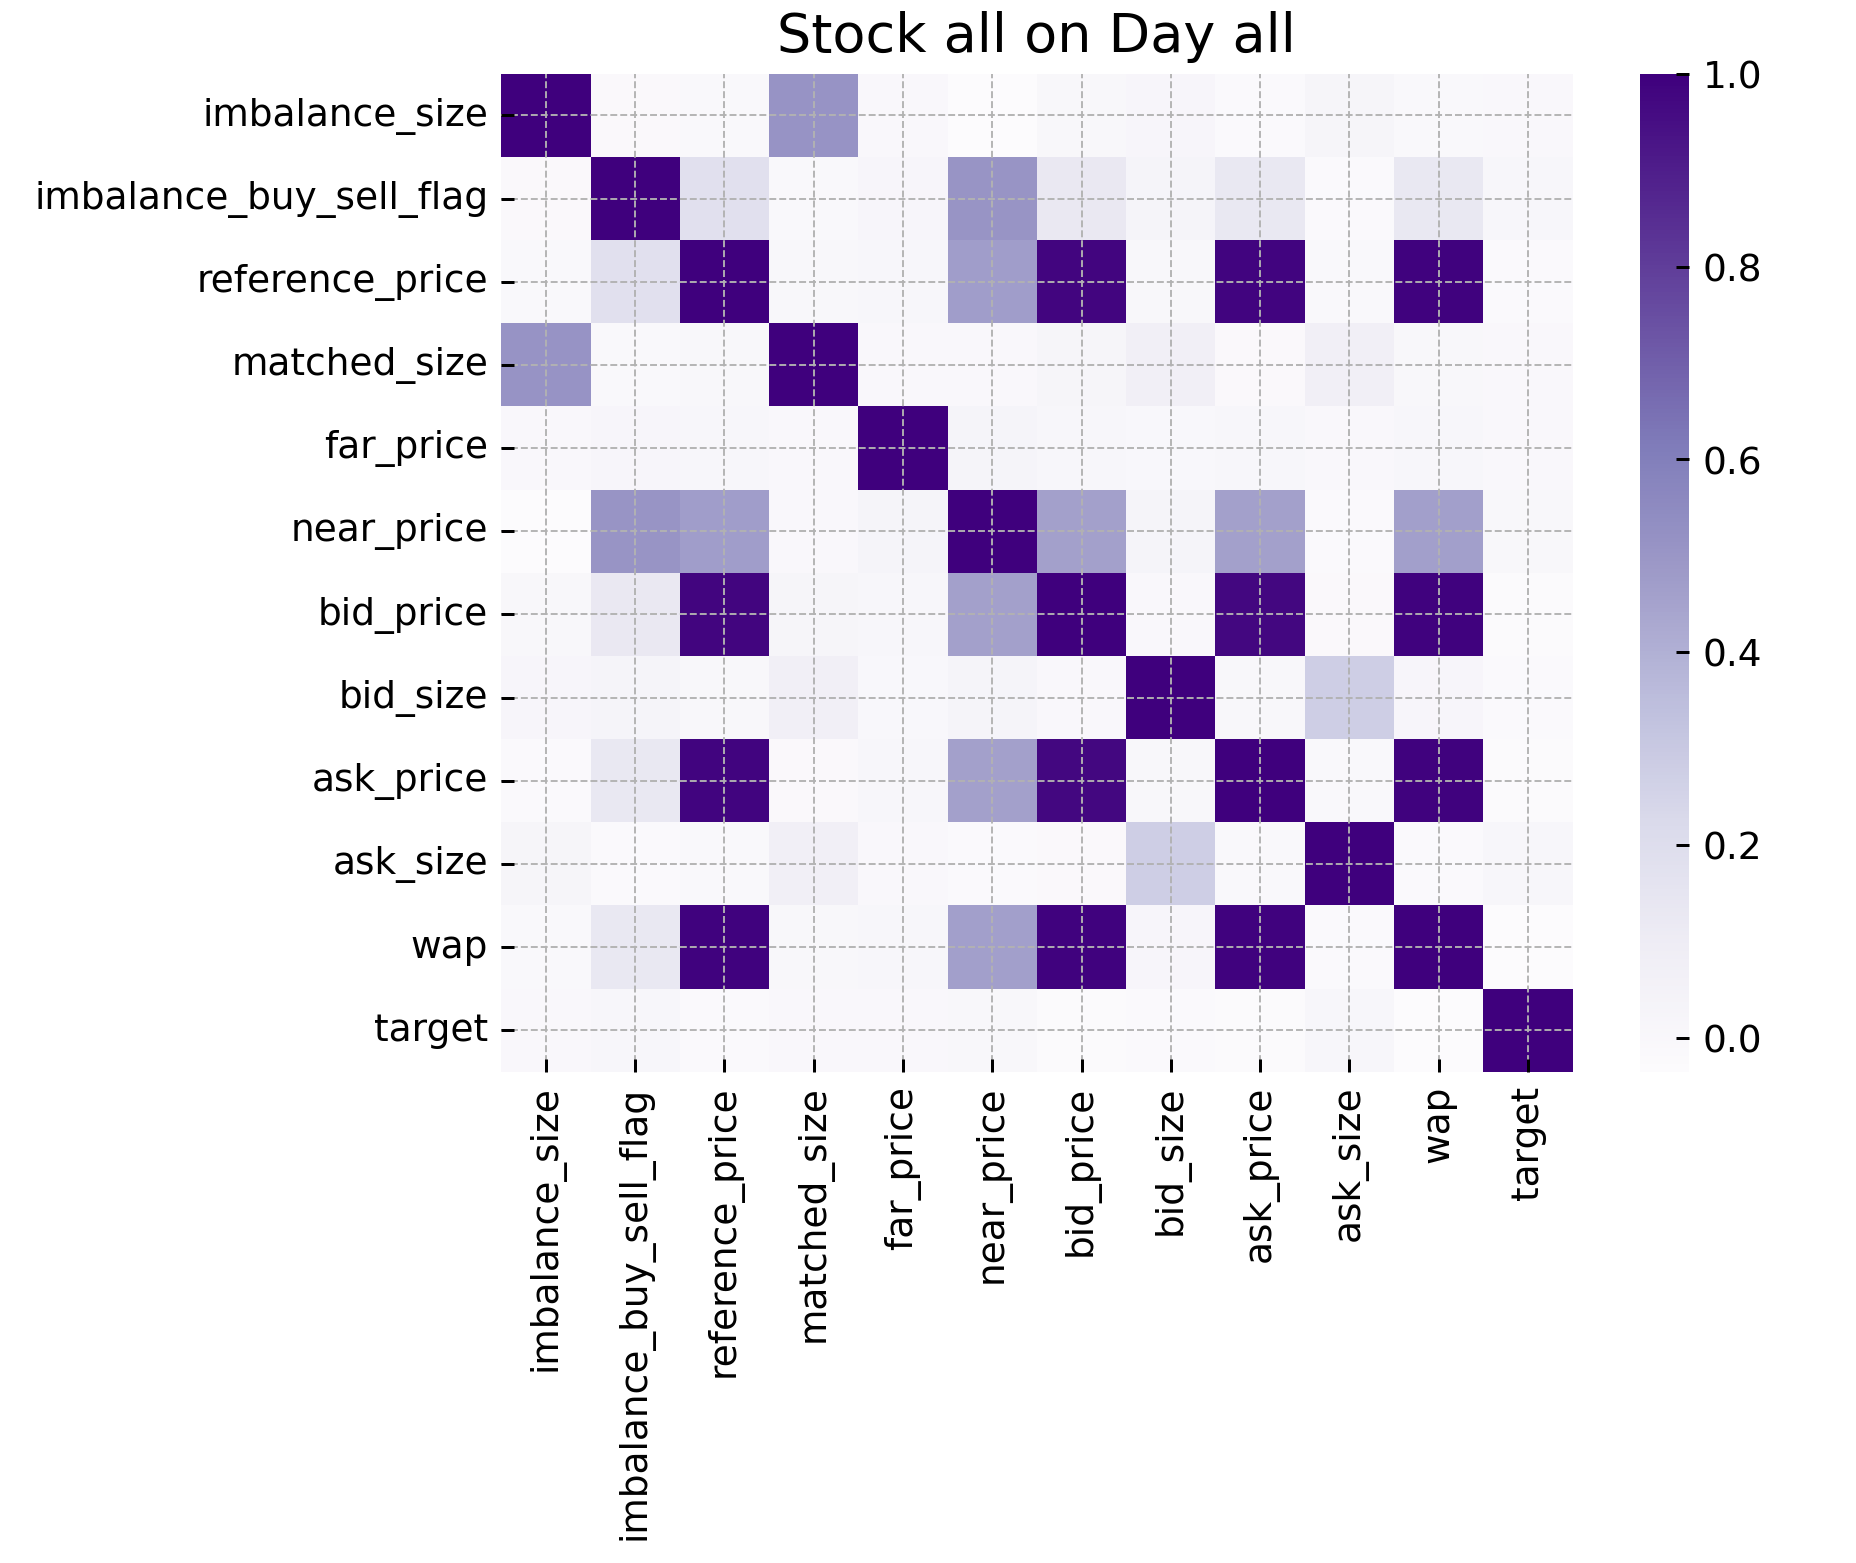 Stock all on Day all
imbalance_size
imbalance_buy_sell_flag
reference_price
matched_size
far_price
near_price
bid_price
bid_size
ask_price
ask_size
wap
target
imbalance_size
imbalance_buy_sell_flag
reference_price
matched_size
far_price
near_price
bid_price
bid_size
ask_price
ask_size
wap
target
1.0
0.8
0.6
0.4
0.2
0.0